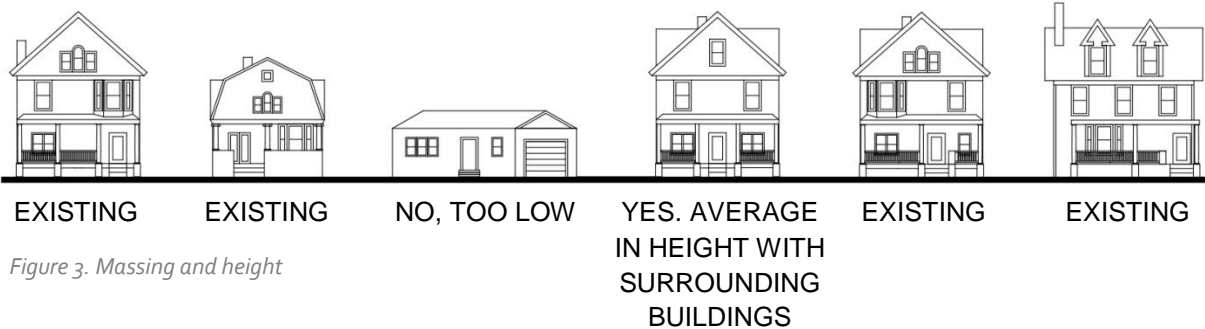 EXISTING
EXISTING
NO, TOO LOW
YES. AVERAGE
IN HEIGHT WITH
SURROUNDING
BUILDINGS
EXISTING
EXISTING
Figure 3. Massing and height